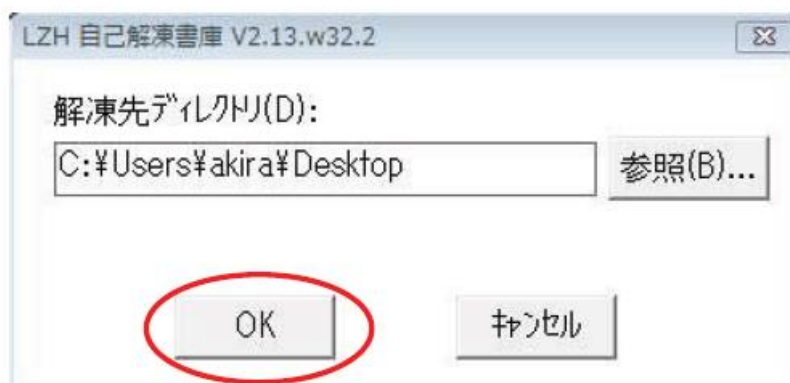 LZH 自己解凍書庫 V2.13.w32.2
解凍先ディレクトリ(D):
C:¥Users¥akira¥Desktop
参照(B)...
OK
キャンセル